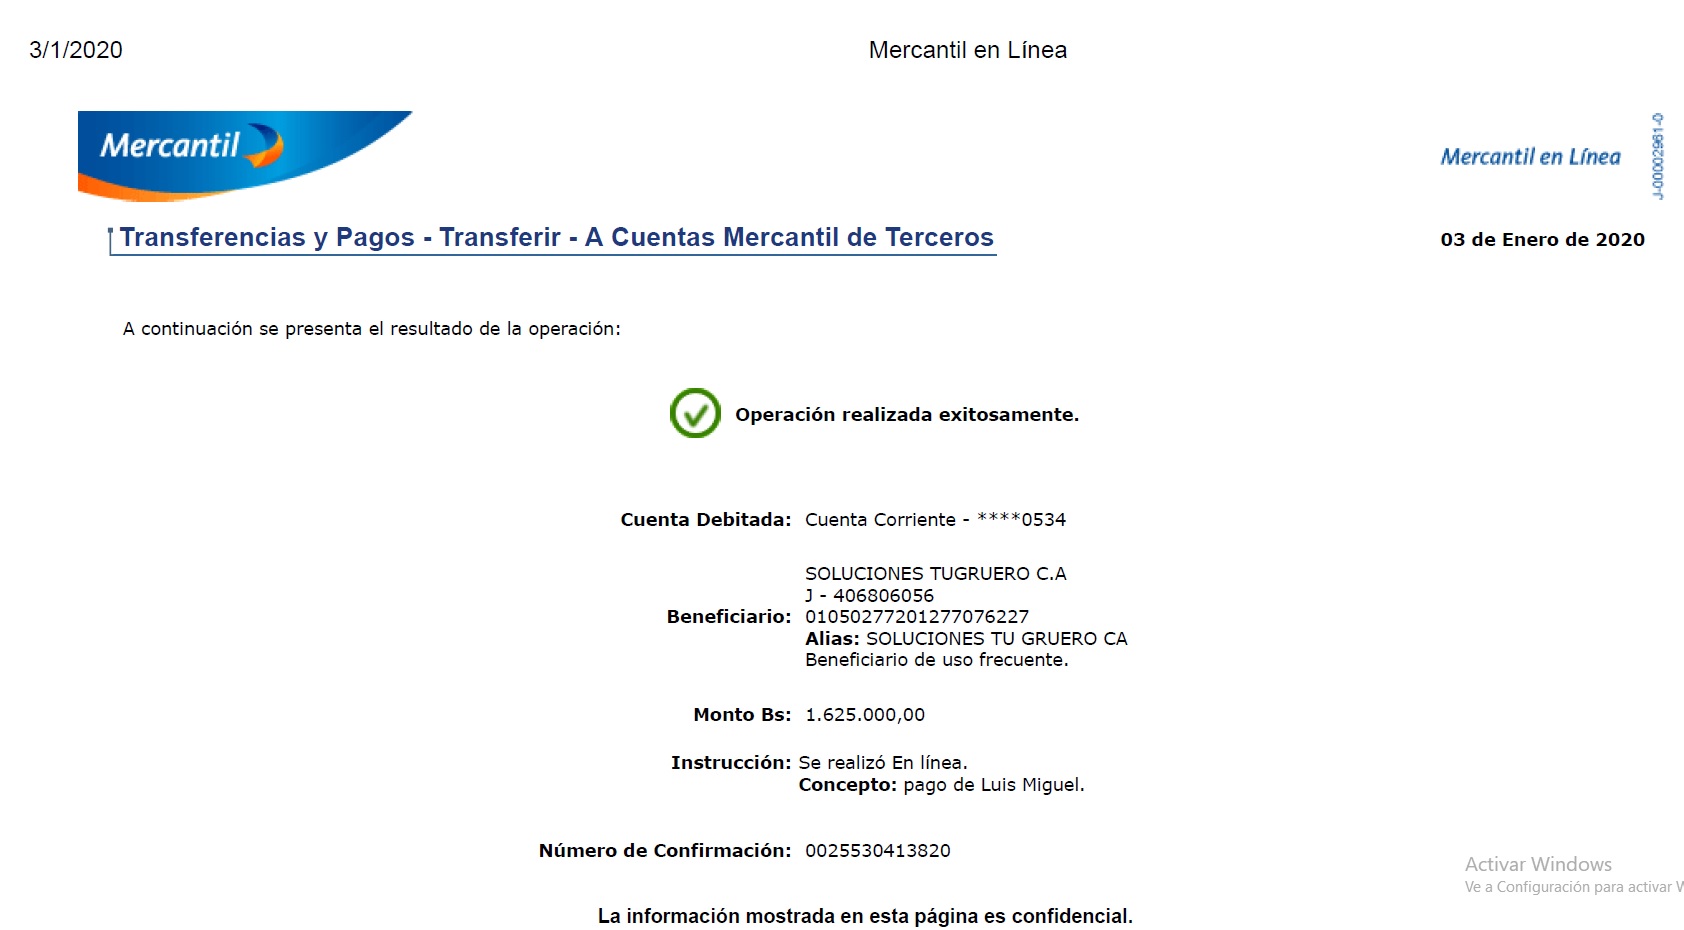 3/1/2020
Mercantil en Línea
Mercantil
Mercantil en Línea
J-00002961-0
Transferencias y Pagos - Transferir - A Cuentas Mercantil de Terceros
03 de Enero de 2020
A continuación se presenta el resultado de la operación:
Operación realizada exitosamente.
Cuenta Debitada: Cuenta Corriente - ****0534
SOLUCIONES TUGRUERO C.A
J - 406806056
Beneficiario: 01050277201277076227
Alias: SOLUCIONES TU GRUERO CA
Beneficiario de uso frecuente.
Monto Bs: 1.625.000,00
Instrucción: Se realizó En línea.
Concepto: pago de Luis Miguel.
Número de Confirmación: 0025530413820
Activar Windows
Ve a Configuración para activar W
La información mostrada en esta página es confidencial.